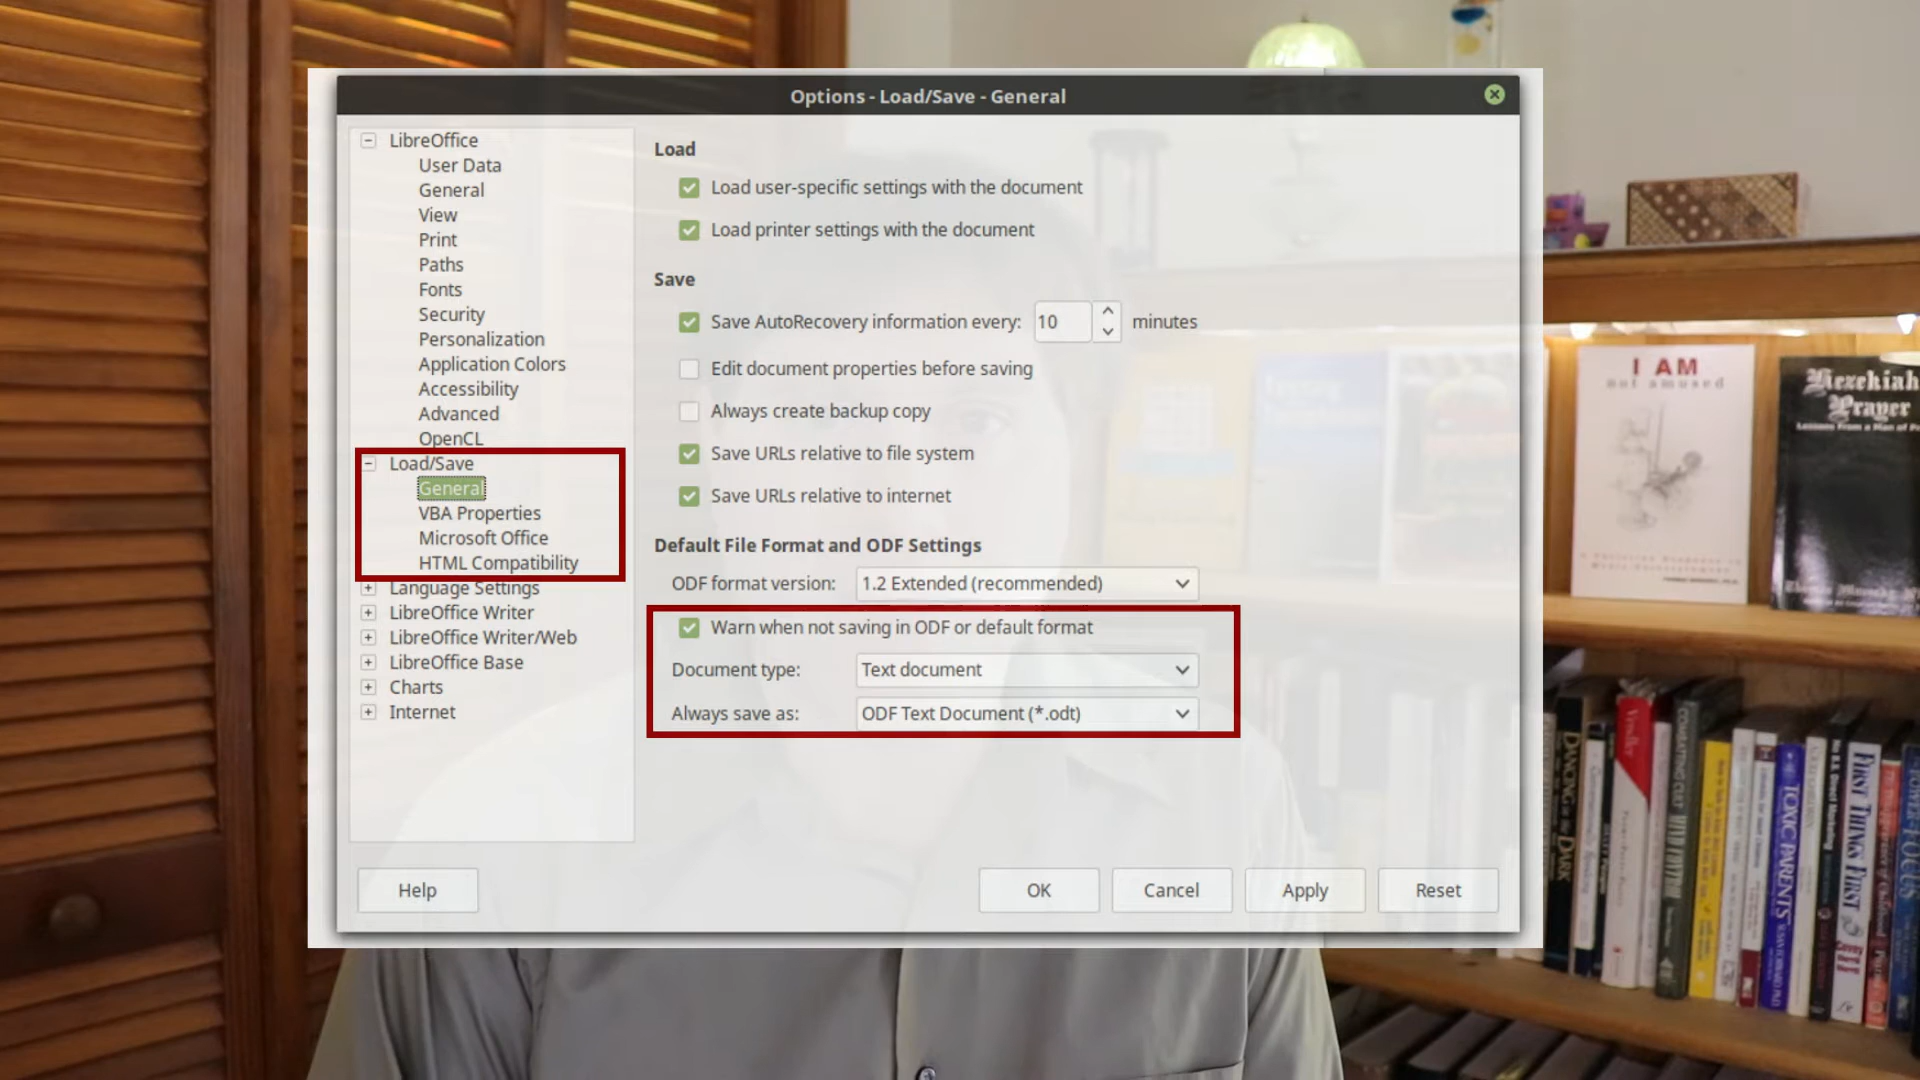 Options - Load/Save - General
LibreOffice
User Data
General
View
Print
Paths
Fonts
Security
Personalization
Application Colors
Accessibility
Advanced
OpenCL
Load/Save
General
VBA Properties
Microsoft Office
HTML Compatibility
Language Settings
LibreOffice Writer
LibreOffice Writer/Web
LibreOffice Base
Charts
Internet
Load
Load user-specific settings with the document
Load printer settings with the document
Save
Save AutoRecovery information every: 10 minutes
Edit document properties before saving
Always create backup copy
Save URLs relative to file system
Save URLs relative to internet
Default File Format and ODF Settings
ODF format version: 1.2 Extended (recommended)
Warn when not saving in ODF or default format
Document type: Text document
Always save as: ODF Text Document (*.odt)
Help
OK
Cancel
Apply
Reset
I AM
not amused
Hezekiah
Prayer
Lessons from a Man of
DANCING
DARK
TOXIC PARENTS
FIRST THINGS FIRST